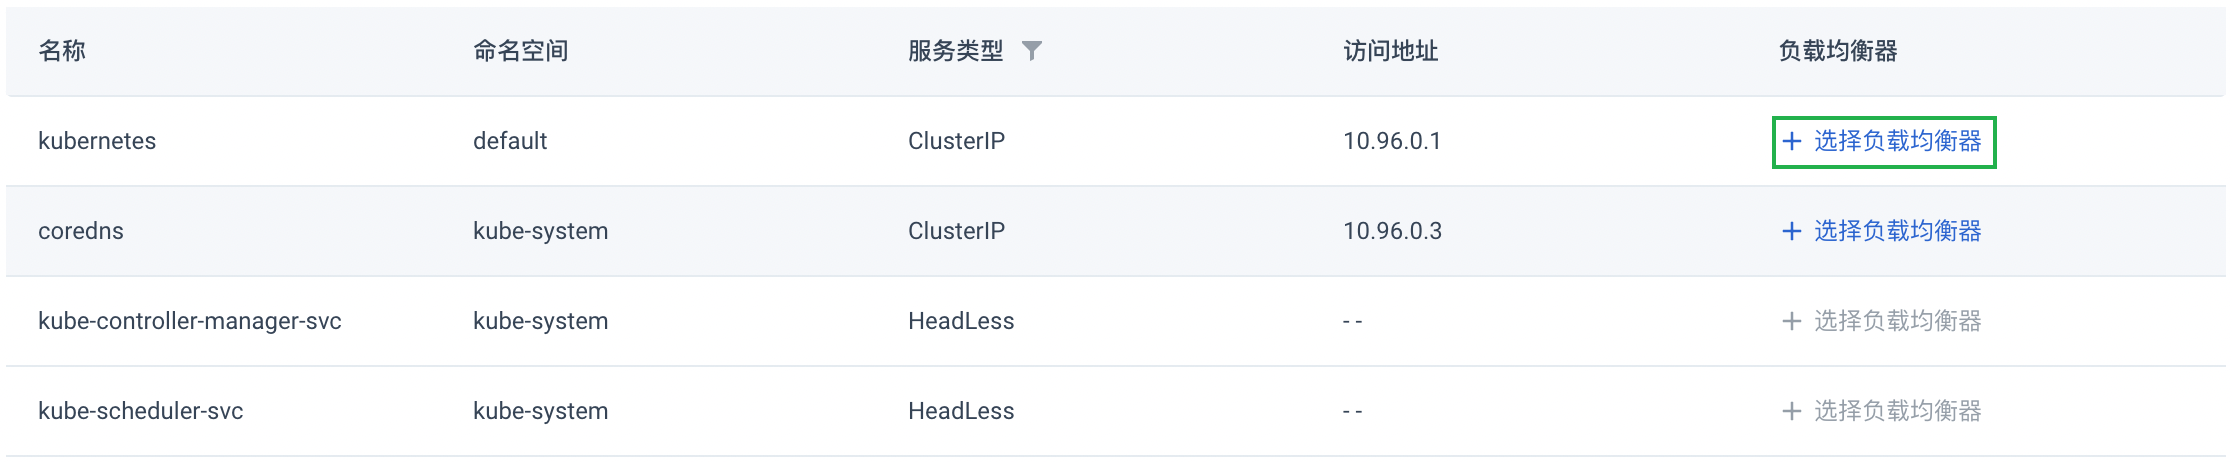 名称 命名空间 服务类型 访问地址 负载均衡器
kubernetes default ClusterIP 10.96.0.1 + 选择负载均衡器
coredns kube-system ClusterIP 10.96.0.3 + 选择负载均衡器
kube-controller-manager-svc kube-system HeadLess -- + 选择负载均衡器
kube-scheduler-svc kube-system HeadLess -- + 选择负载均衡器